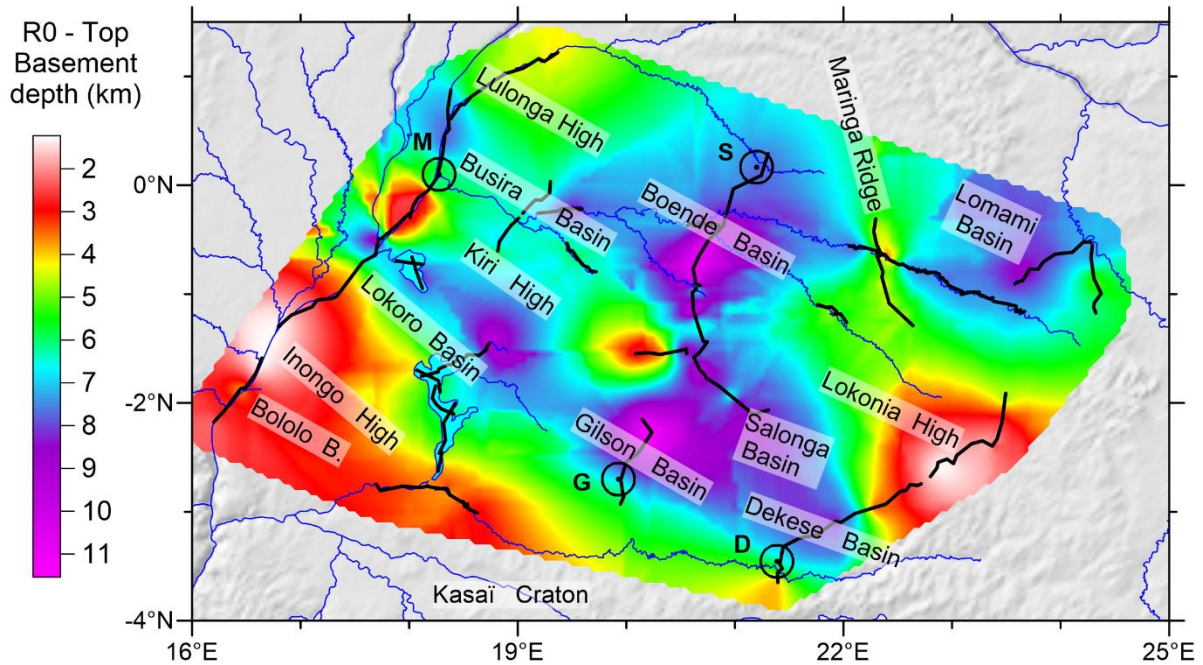 R0 - Top
Basement
depth (km)
2
3
4
5
6
7
8
9
10
11
0°N
-2°N
-4°N
16°E
19°E
22°E
25°E
Lulonga High
Maringa Ridge
M
S
Busira Basin
Boende Basin
Lomami
Basin
Kiri High
Lokoro Basin
Inongo High
Bololo B.
Lokonia High
Gilson Basin
Salonga
Basin
G
Dekese Basin
D
Kasaï Craton